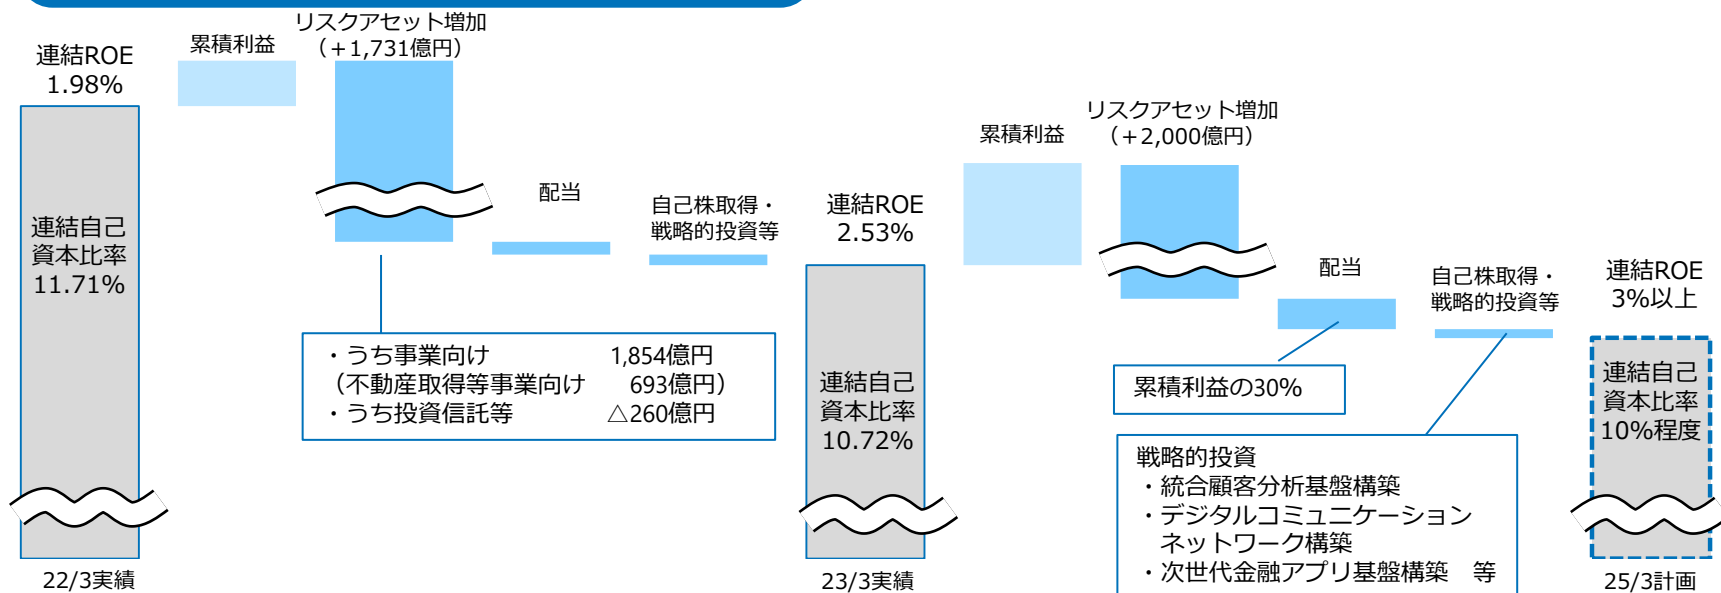 連結ROE
1.98%
累積利益
リスクアセット増加
（＋1,731億円）
配当
自己株取得・
戦略的投資等
連結自己
資本比率
11.71%
・うち事業向け 1,854億円
（不動産取得等事業向け 693億円）
・うち投資信託等 △260億円
22/3実績
連結ROE
2.53%
累積利益
リスクアセット増加
（＋2,000億円）
配当
自己株取得・
戦略的投資等
連結自己
資本比率
10.72%
累積利益の30%
戦略的投資
・統合顧客分析基盤構築
・デジタルコミュニケーション
ネットワーク構築
・次世代金融アプリ基盤構築　等
23/3実績
連結ROE
3%以上
連結自己
資本比率
10%程度
25/3計画